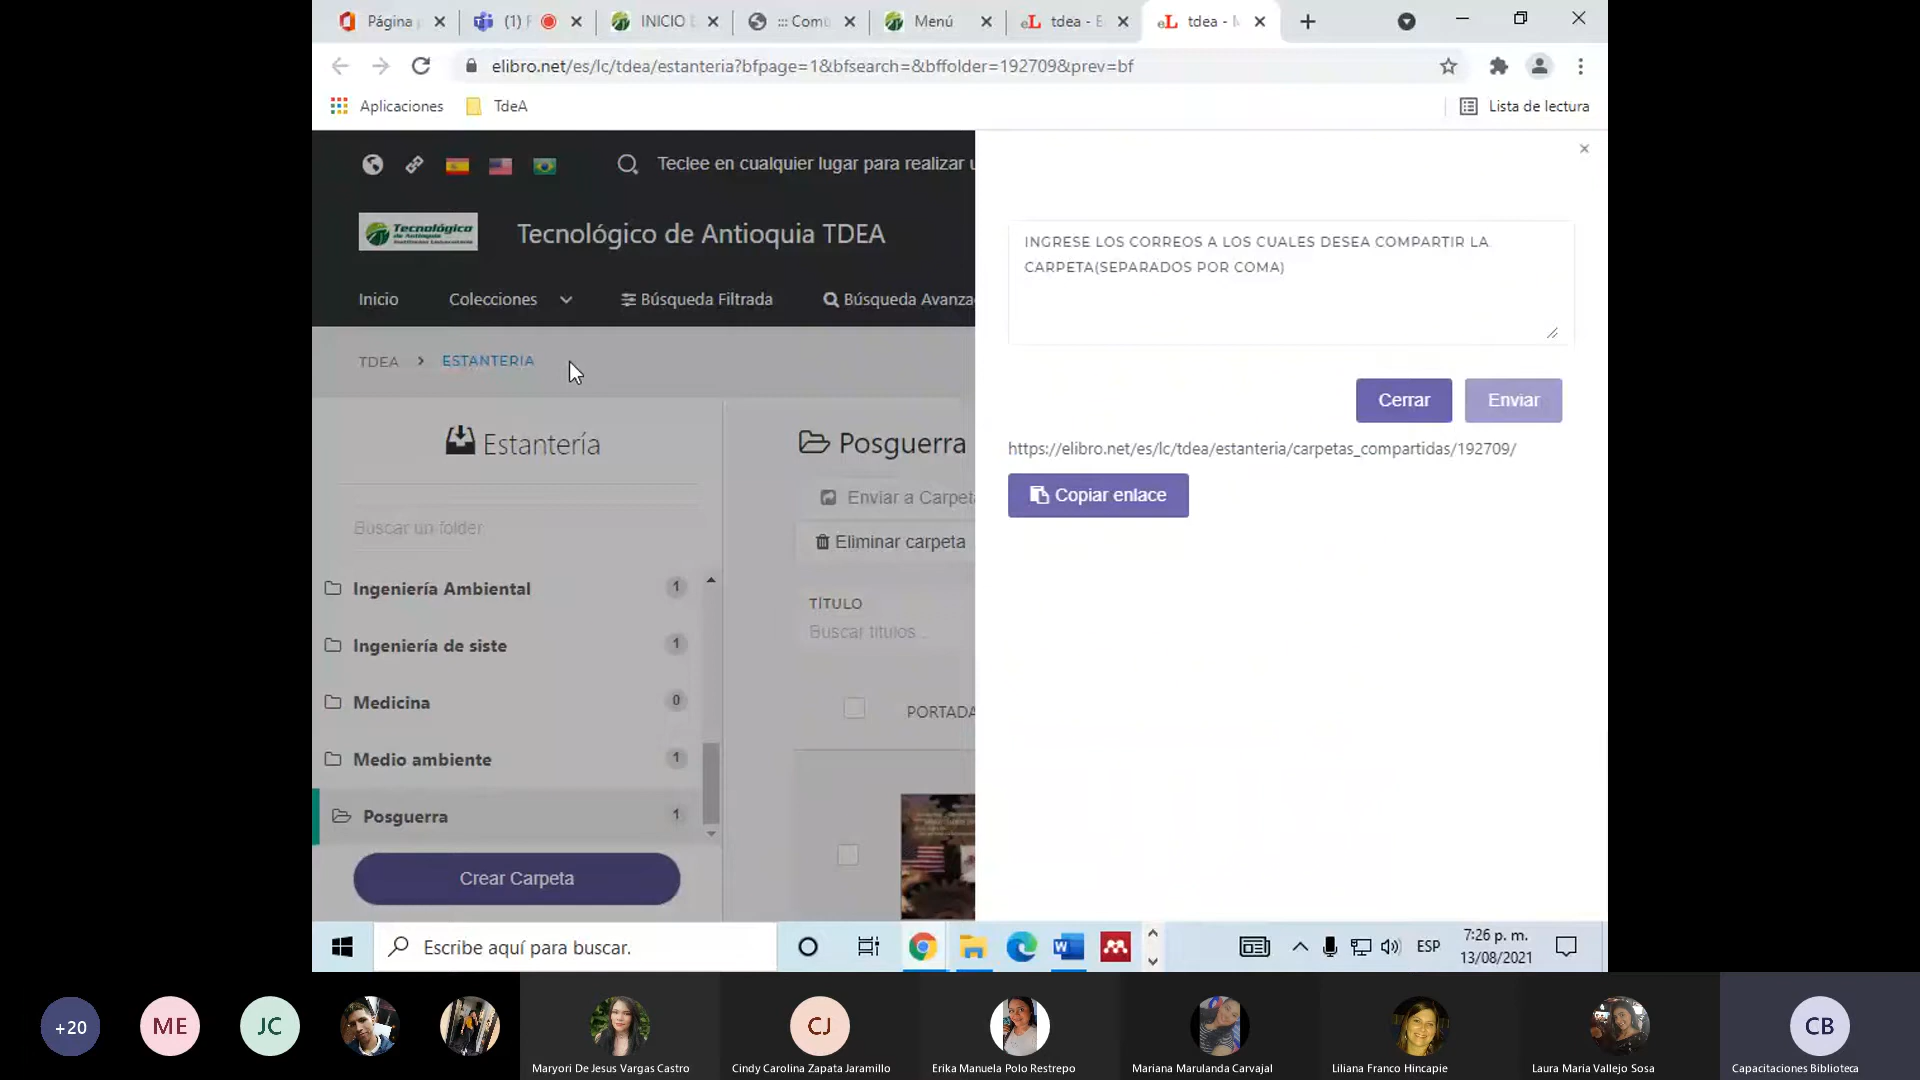 Página
(1)
INICIO
::: Com
Menú
tdea - E
tdea -
elibro.net/es/lc/tdea/estanteria?bfpage=1&bfsearch=&bffolder=192709&prev=bf
Aplicaciones
TdeA
Lista de lectura
Teclee en cualquier lugar para realizar
Tecnológico
de Antioquia
Institución Universitaria
Tecnológico de Antioquia TDEA
Inicio
Colecciones
Búsqueda Filtrada
Búsqueda Avanza
TDEA > ESTANTERIA
Estantería
Buscar un folder
Ingeniería Ambiental 1
Ingeniería de siste 1
Medicina 0
Medio ambiente 1
Posguerra 1
Crear Carpeta
Posguerra
Enviar a Carpet
Eliminar carpeta
TÍTULO
Buscar títulos ..
PORTADA
INGRESE LOS CORREOS A LOS CUALES DESEA COMPARTIR LA
CARPETA(SEPARADOS POR COMA)
Cerrar
Enviar
https://elibro.net/es/lc/tdea/estanteria/carpetas_compartidas/192709/
Copiar enlace
Escribe aquí para buscar.
ESP
7:26 p. m.
13/08/2021
+20
ME
JC
CJ
CB
Maryori De Jesus Vargas Castro
Cindy Carolina Zapata Jaramillo
Erika Manuela Polo Restrepo
Mariana Marulanda Carvajal
Liliana Franco Hincapie
Laura Maria Vallejo Sosa
Capacitaciones Biblioteca